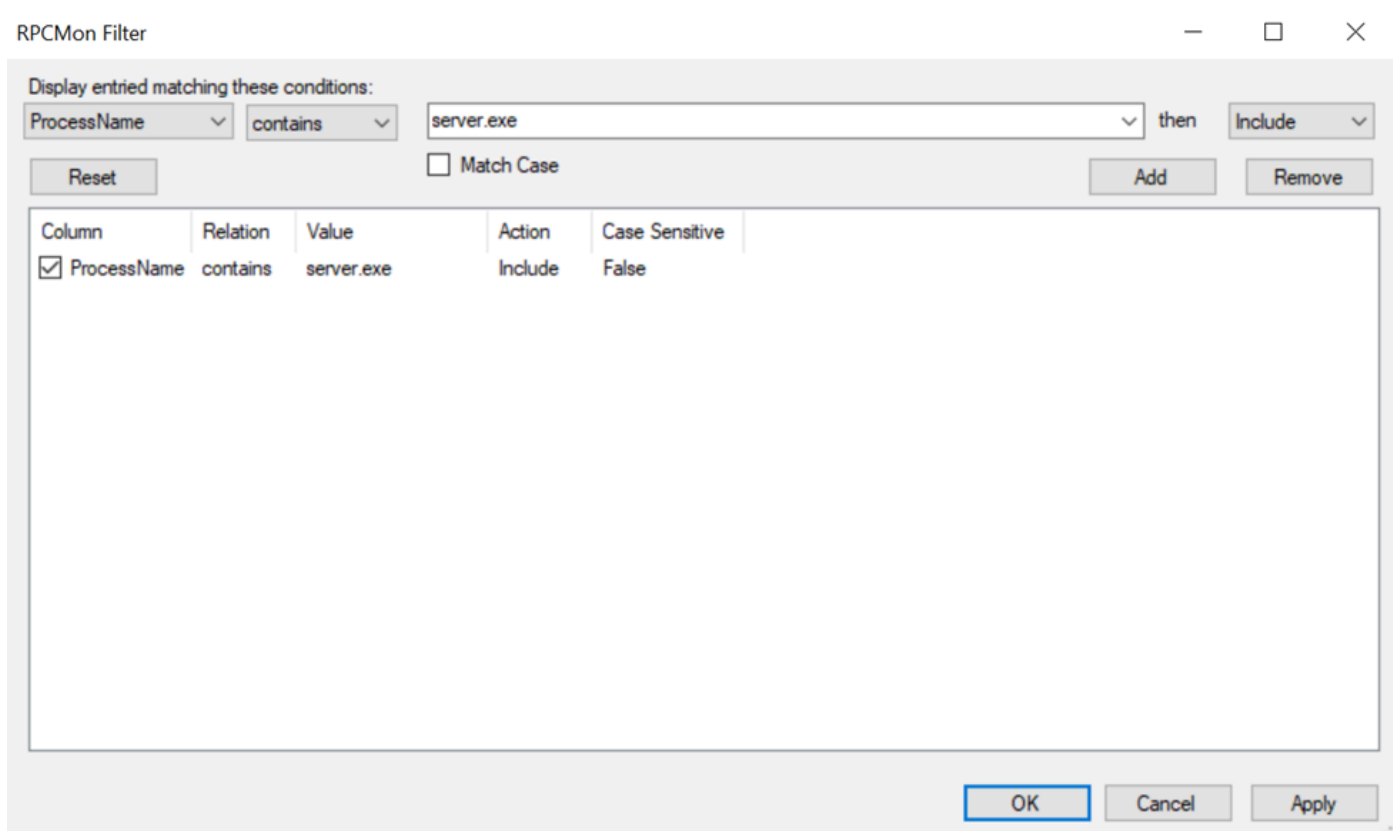 RPCMon Filter
Display entried matching these conditions:
ProcessName contains server.exe then Include
Reset Match Case Add Remove
Column Relation Value Action Case Sensitive
ProcessName contains server.exe Include False
OK Cancel Apply